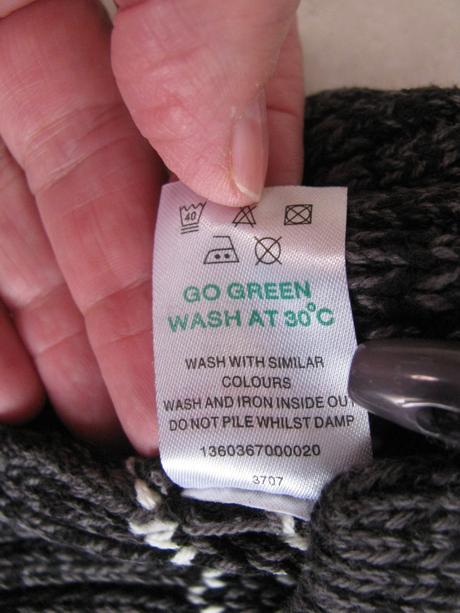 40
GO GREEN
WASH AT 30°C
WASH WITH SIMILAR
COLOURS
WASH AND IRON INSIDE OUT
DO NOT PILE WHILST DAMP
1360367000020
3707